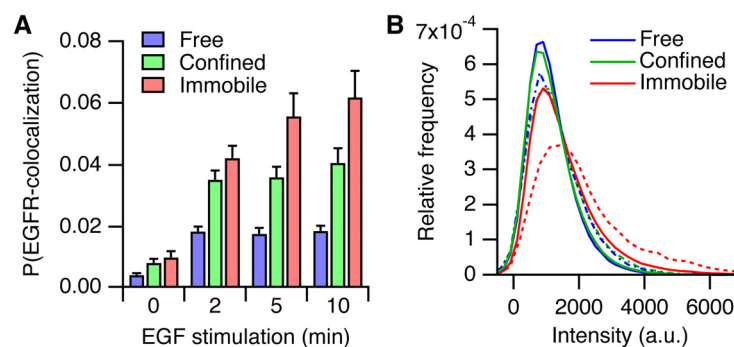 A
P(EGFR-colocalization)
0.08
0.06
0.04
0.02
0.00
Free
Confined
Immobile
0 2 5 10
EGF stimulation (min)
B
Relative frequency
7x10⁻⁴
6
5
4
3
2
1
0
Free
Confined
Immobile
0 2000 4000 6000
Intensity (a.u.)